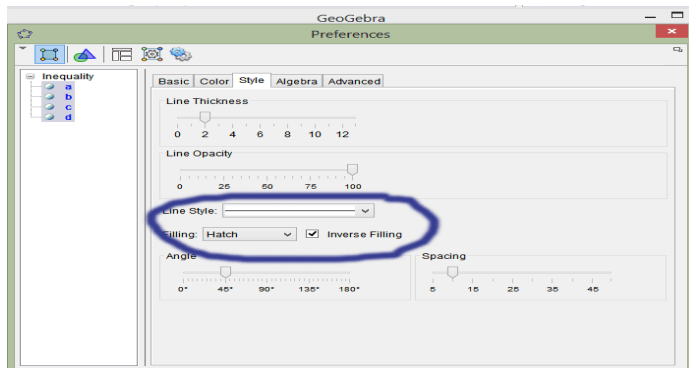 GeoGebra
Preferences
Inequality
a
b
c
d
Basic Color Style Algebra Advanced
Line Thickness
0 2 4 6 8 10 12
Line Opacity
0 25 50 75 100
Line Style:
Filling: Hatch Inverse Filling
Angle
0° 45° 90° 135° 180°
Spacing
5 15 25 35 45